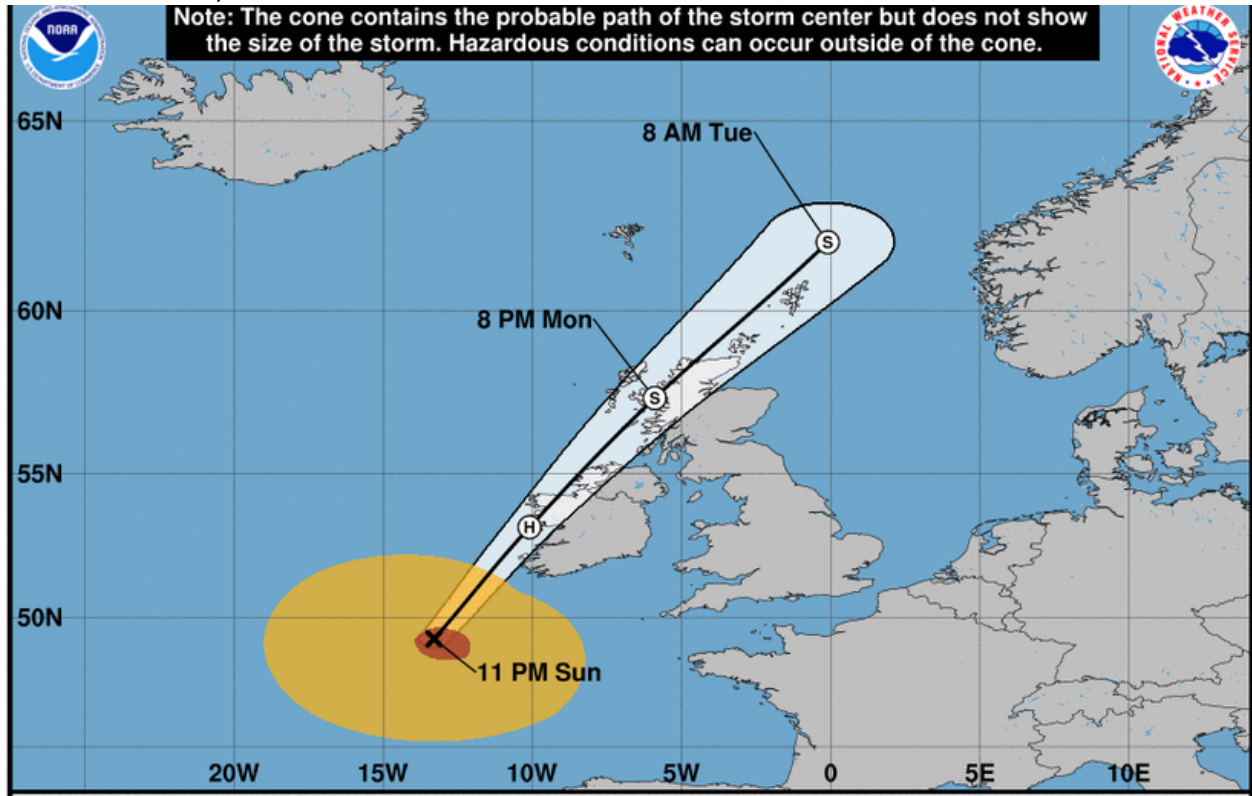 Note: The cone contains the probable path of the storm center but does not show
the size of the storm. Hazardous conditions can occur outside of the cone.
NOAA
NATIONAL WEATHER SERVICE
65N
8 AM Tue
S
60N
8 PM Mon
S
55N
H
50N
11 PM Sun
20W
15W
10W
5W
0
5E
10E